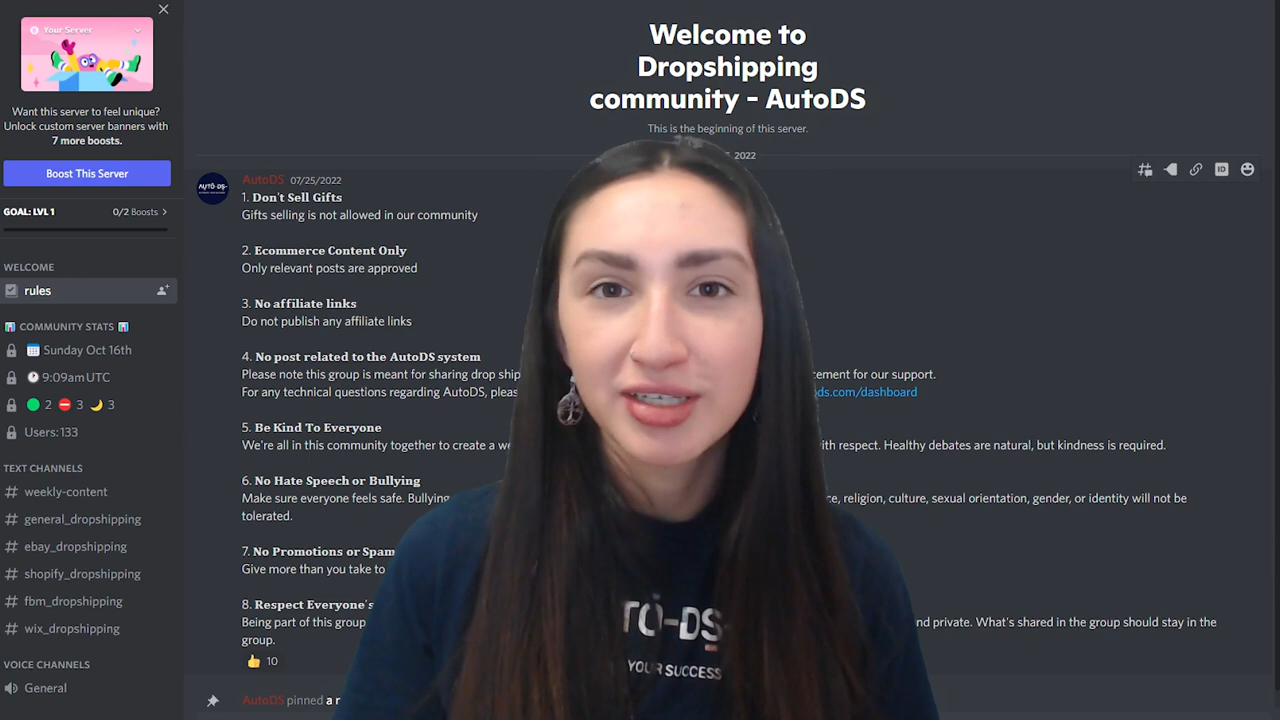 Your Server
Want this server to feel unique?
Unlock custom server banners with
7 more boosts.
Boost This Server
GOAL: LVL 1 0/2 Boosts >
WELCOME
rules
COMMUNITY STATS
Sunday Oct 16th
9:09am UTC
2 3 3
Users: 133
TEXT CHANNELS
# weekly-content
# general_dropshipping
# ebay_dropshipping
# shopify_dropshipping
# fbm_dropshipping
# wix_dropshipping
VOICE CHANNELS
General
Welcome to
Dropshipping
community - AutoDS
This is the beginning of this server.
2022
ID
AUTO-DS-
AutoDS 07/25/2022
1. Don't Sell Gifts
Gifts selling is not allowed in our community
2. Ecommerce Content Only
Only relevant posts are approved
3. No affiliate links
Do not publish any affiliate links
4. No post related to the AutoDS system
Please note this group is meant for sharing drop ship cement for our support.
For any technical questions regarding AutoDS, pleas ds.com/dashboard
5. Be Kind To Everyone
We're all in this community together to create a we ith respect. Healthy debates are natural, but kindness is required.
6. No Hate Speech or Bullying
Make sure everyone feels safe. Bullying ce, religion, culture, sexual orientation, gender, or identity will not be
tolerated.
7. No Promotions or Spam
Give more than you take to
8. Respect Everyone's
Being part of this group nd private. What's shared in the group should stay in the
group.
10
AutoDS pinned a
TO-DS
YOUR SUCCESS